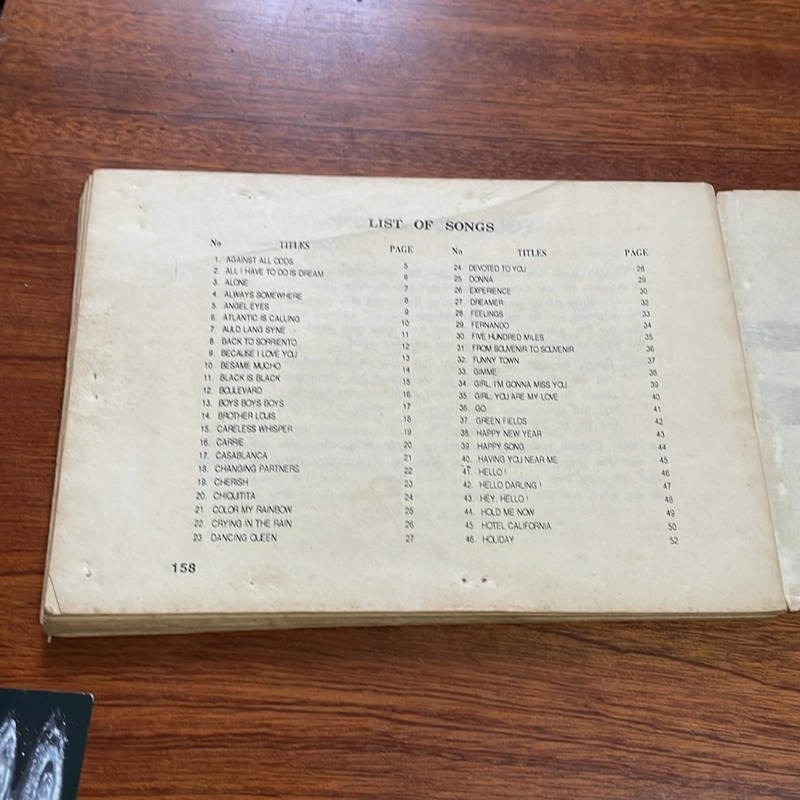 LIST OF SONGS
No TITLES PAGE
1. AGAINST ALL ODDS 5
2. ALL I HAVE TO DO IS DREAM 6
3. ALONE 7
4. ALWAYS SOMEWHERE 8
5. ANGEL EYES 9
6. ATLANTIC IS CALLING 10
7. AULD LANG SYNE 11
8. BACK TO SORRIENTO 12
9. BECAUSE I LOVE YOU 13
10. BESAME MUCHO 14
11. BLACK IS BLACK 15
12. BOULEVARD 16
13. BOYS BOYS BOYS 17
14. BROTHER LOUIS 18
15. CARELESS WHISPER 19
16. CARRIE 20
17. CASABLANCA 21
18. CHANGING PARTNERS 22
19. CHERISH 23
20. CHIQUITITA 24
21 COLOR MY RAINBOW 25
22. CRYING IN THE RAIN 26
23 DANCING QUEEN 27
No TITLES PAGE
24 DEVOTED TO YOU 28
25 DONNA 29
26 EXPERIENCE 30
27 DREAMER 32
28 FEELINGS 33
29. FERNANDO 34
30. FIVE HUNDRED MILES 35
31. FROM SOUVENIR TO SOUVENIR 36
32. FUNNY TOWN 37
33. GIMME 38
34. GIRL, I'M GONNA MISS YOU 39
35. GIRL YOU ARE MY LOVE 40
36. GO 41
37. GREEN FIELDS 42
38. HAPPY NEW YEAR 43
39. HAPPY SONG 44
40. HAVING YOU NEAR ME 45
41. HELLO ! 46
42. HELLO DARLING ! 47
43 HEY, HELLO ! 48
44. HOLD ME NOW 49
45 HOTEL CALIFORNIA 50
46. HOLIDAY 52
158